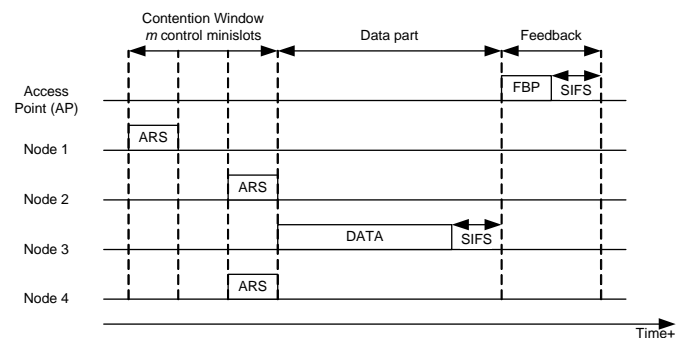 Contention Window
m control minislots
Data part
Feedback
Access
Point (AP)
FBP
SIFS
Node 1
ARS
Node 2
ARS
Node 3
DATA
SIFS
Node 4
ARS
Time+